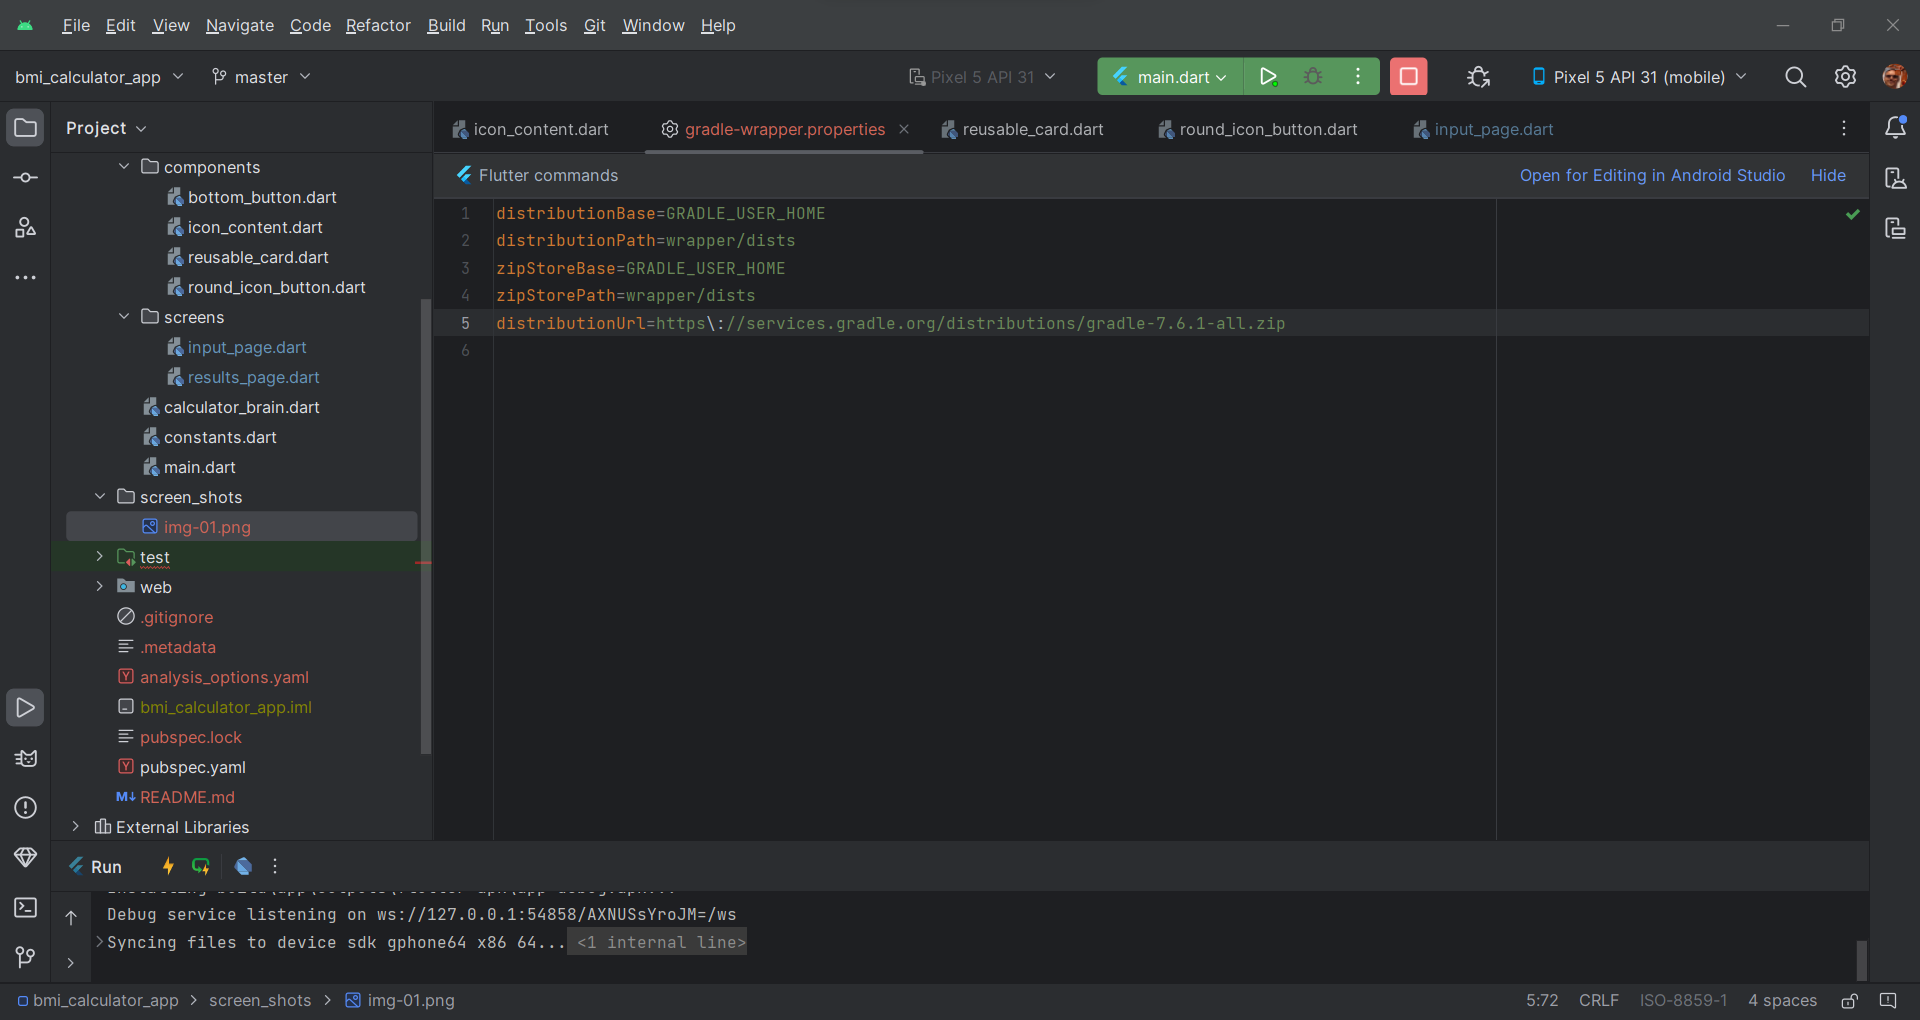 File Edit View Navigate Code Refactor Build Run Tools Git Window Help
bmi_calculator_app master Pixel 5 API 31 main.dart Pixel 5 API 31 (mobile)
Project
icon_content.dart gradle-wrapper.properties reusable_card.dart round_icon_button.dart input_page.dart
Flutter commands Open for Editing in Android Studio Hide
components
bottom_button.dart
icon_content.dart
reusable_card.dart
round_icon_button.dart
screens
input_page.dart
results_page.dart
calculator_brain.dart
constants.dart
main.dart
screen_shots
img-01.png
test
web
.gitignore
.metadata
analysis_options.yaml
bmi_calculator_app.iml
pubspec.lock
pubspec.yaml
README.md
External Libraries
1 distributionBase=GRADLE_USER_HOME
2 distributionPath=wrapper/dists
3 zipStoreBase=GRADLE_USER_HOME
4 zipStorePath=wrapper/dists
5 distributionUrl=https\://services.gradle.org/distributions/gradle-7.6.1-all.zip
6
Run
Debug service listening on ws://127.0.0.1:54858/AXNUSsYroJM=/ws
Syncing files to device sdk gphone64 x86 64... <1 internal line>
bmi_calculator_app > screen_shots > img-01.png 5:72 CRLF ISO-8859-1 4 spaces